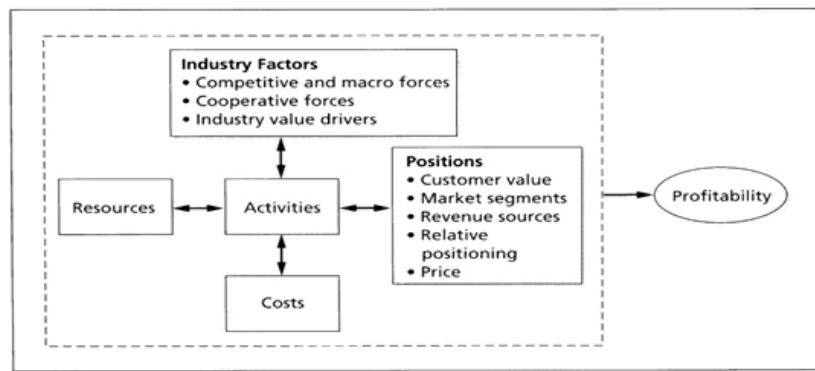 Industry Factors
• Competitive and macro forces
• Cooperative forces
• Industry value drivers
Resources
Activities
Positions
• Customer value
• Market segments
• Revenue sources
• Relative
positioning
• Price
Profitability
Costs